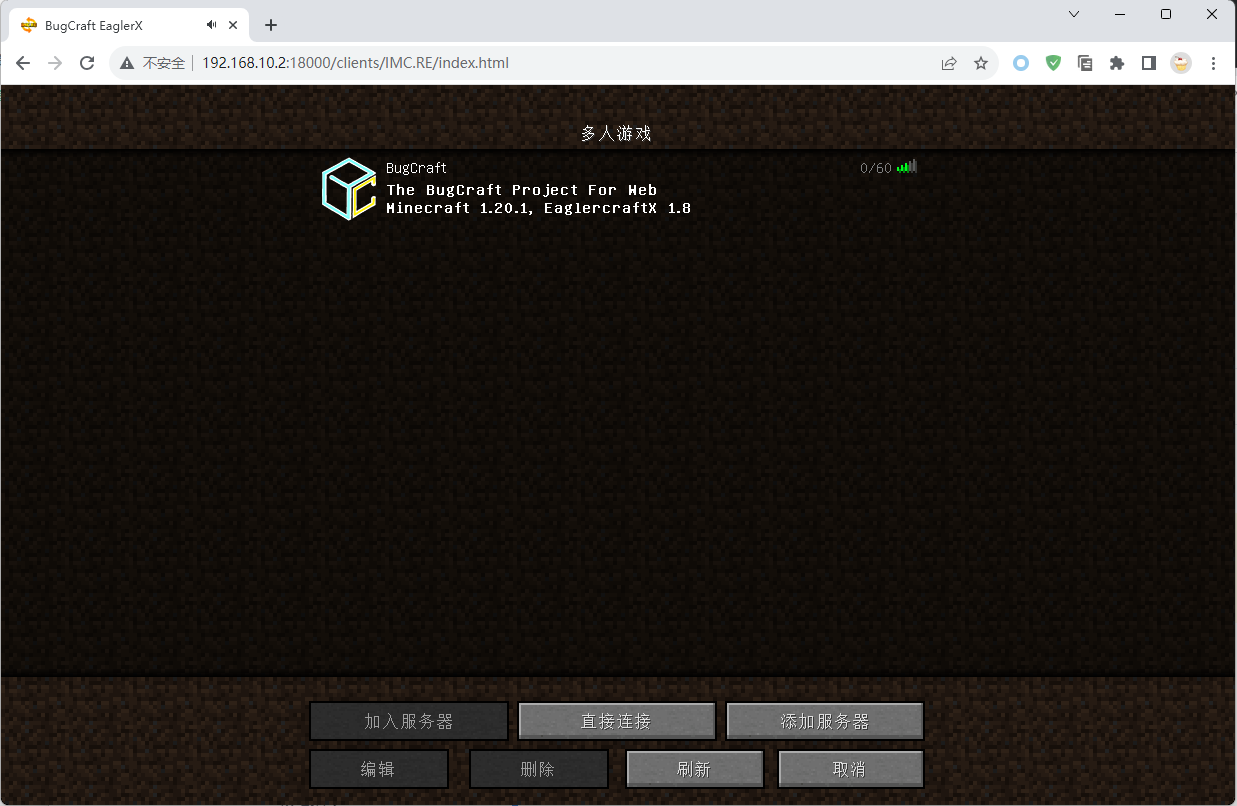 BugCraft EaglerX
不安全 192.168.10.2:18000/clients/IMC.RE/index.html
多人游戏
BugCraft 0/60
The BugCraft Project For Web
Minecraft 1.20.1, EaglercraftX 1.8
加入服务器 直接连接 添加服务器
编辑 删除 刷新 取消